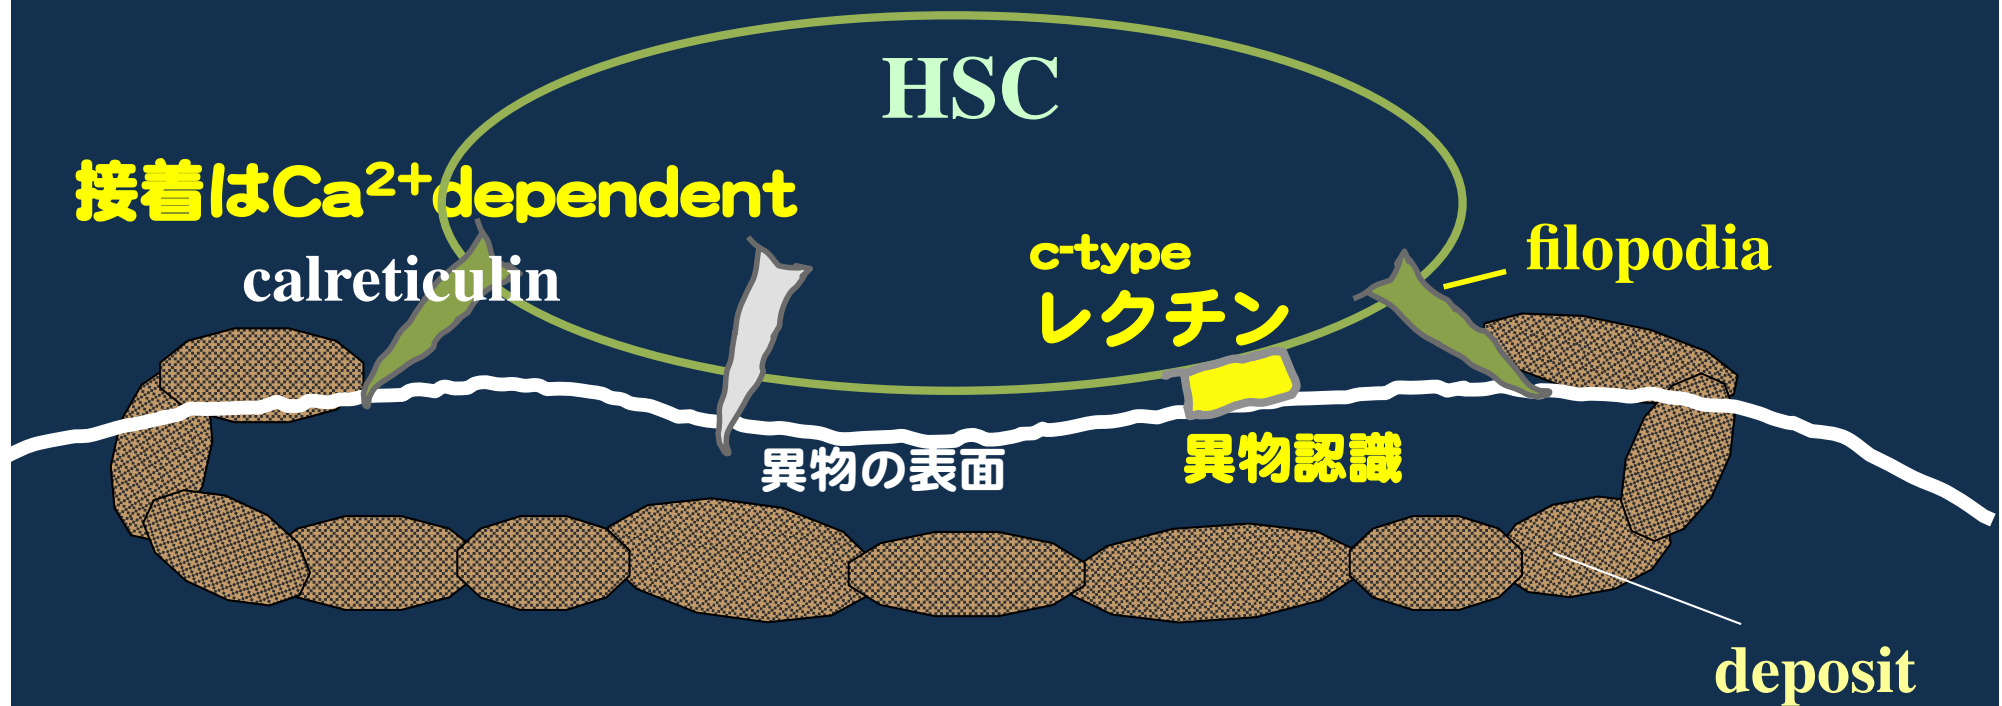 HSC
接着はCa²⁺dependent
calreticulin
c-type
レクチン
filopodia
異物の表面
異物認識
deposit